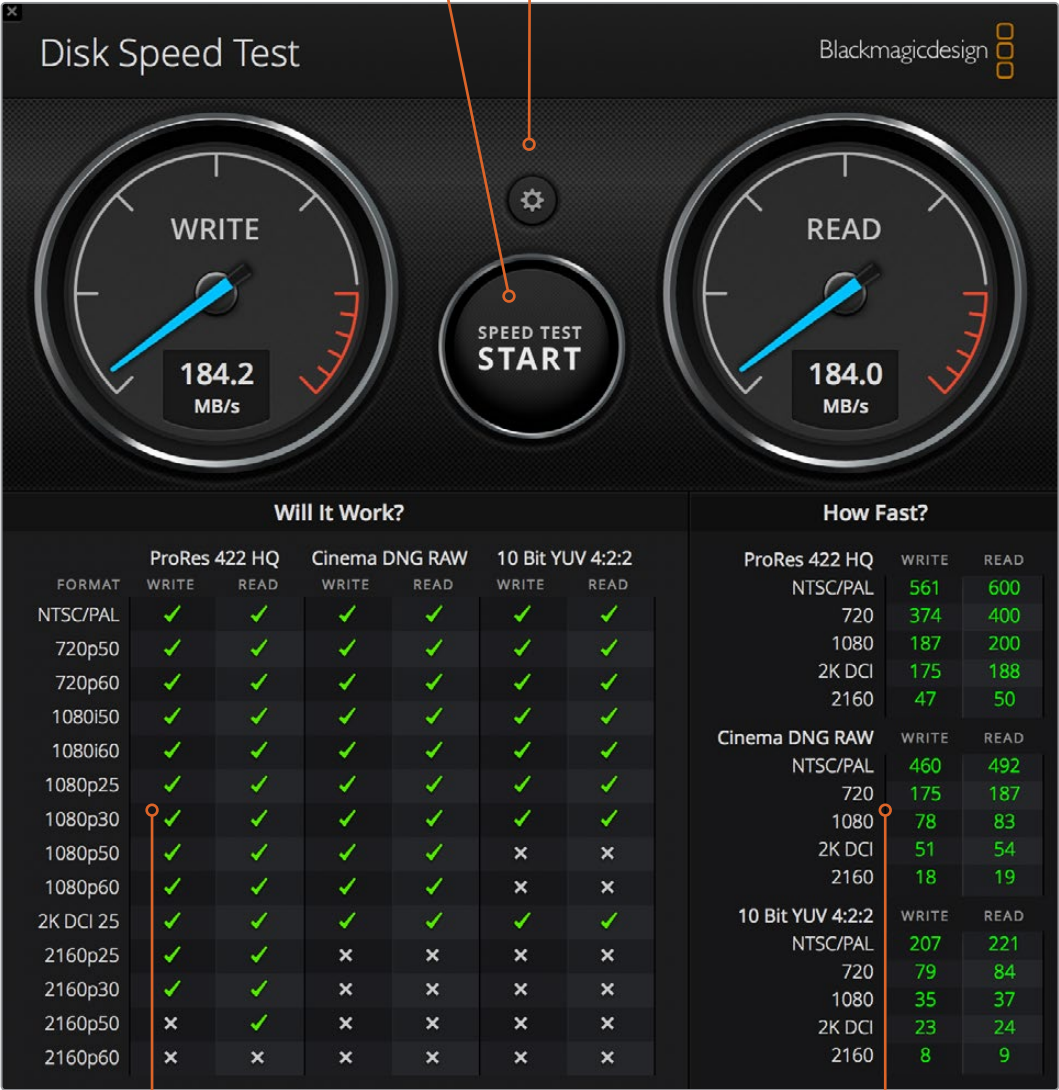 Disk Speed Test
Blackmagicdesign
WRITE
184.2
MB/s
SPEED TEST
START
READ
184.0
MB/s
Will It Work?
ProRes 422 HQ Cinema DNG RAW 10 Bit YUV 4:2:2
FORMAT WRITE READ WRITE READ WRITE READ
NTSC/PAL ✓ ✓ ✓ ✓ ✓ ✓
720p50 ✓ ✓ ✓ ✓ ✓ ✓
720p60 ✓ ✓ ✓ ✓ ✓ ✓
1080i50 ✓ ✓ ✓ ✓ ✓ ✓
1080i60 ✓ ✓ ✓ ✓ ✓ ✓
1080p25 ✓ ✓ ✓ ✓ ✓ ✓
1080p30 ✓ ✓ ✓ ✓ ✓ ✓
1080p50 ✓ ✓ ✓ ✓ × ×
1080p60 ✓ ✓ ✓ ✓ × ×
2K DCI 25 ✓ ✓ ✓ ✓ ✓ ✓
2160p25 ✓ ✓ × × × ×
2160p30 ✓ ✓ × × × ×
2160p50 × ✓ × × × ×
2160p60 × × × × × ×
How Fast?
ProRes 422 HQ WRITE READ
NTSC/PAL 561 600
720 374 400
1080 187 200
2K DCI 175 188
2160 47 50
Cinema DNG RAW WRITE READ
NTSC/PAL 460 492
720 175 187
1080 78 83
2K DCI 51 54
2160 18 19
10 Bit YUV 4:2:2 WRITE READ
NTSC/PAL 207 221
720 79 84
1080 35 37
2K DCI 23 24
2160 8 9